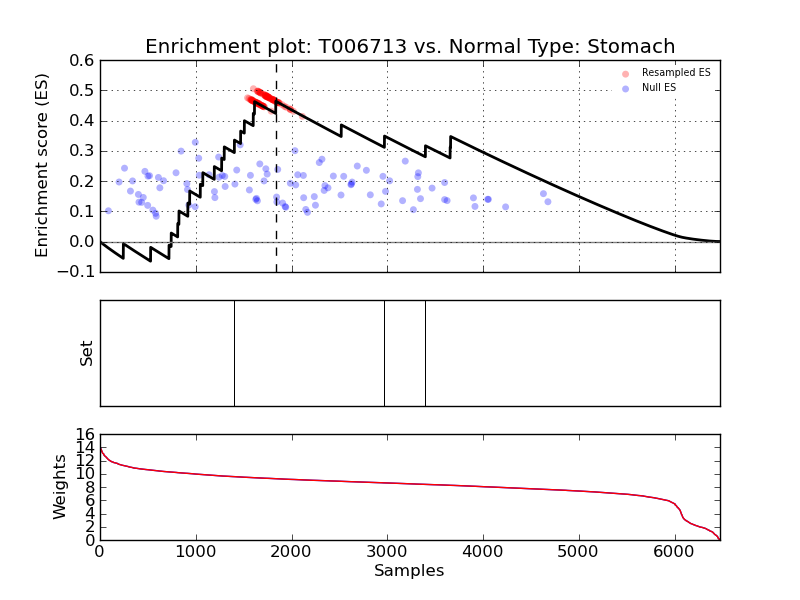 Enrichment plot: T006713 vs. Normal Type: Stomach
Enrichment score (ES)
0.6
0.5
0.4
0.3
0.2
0.1
0.0
−0.1
Resampled ES
Null ES
Set
Weights
16
14
12
10
8
6
4
2
0
0 1000 2000 3000 4000 5000 6000
Samples